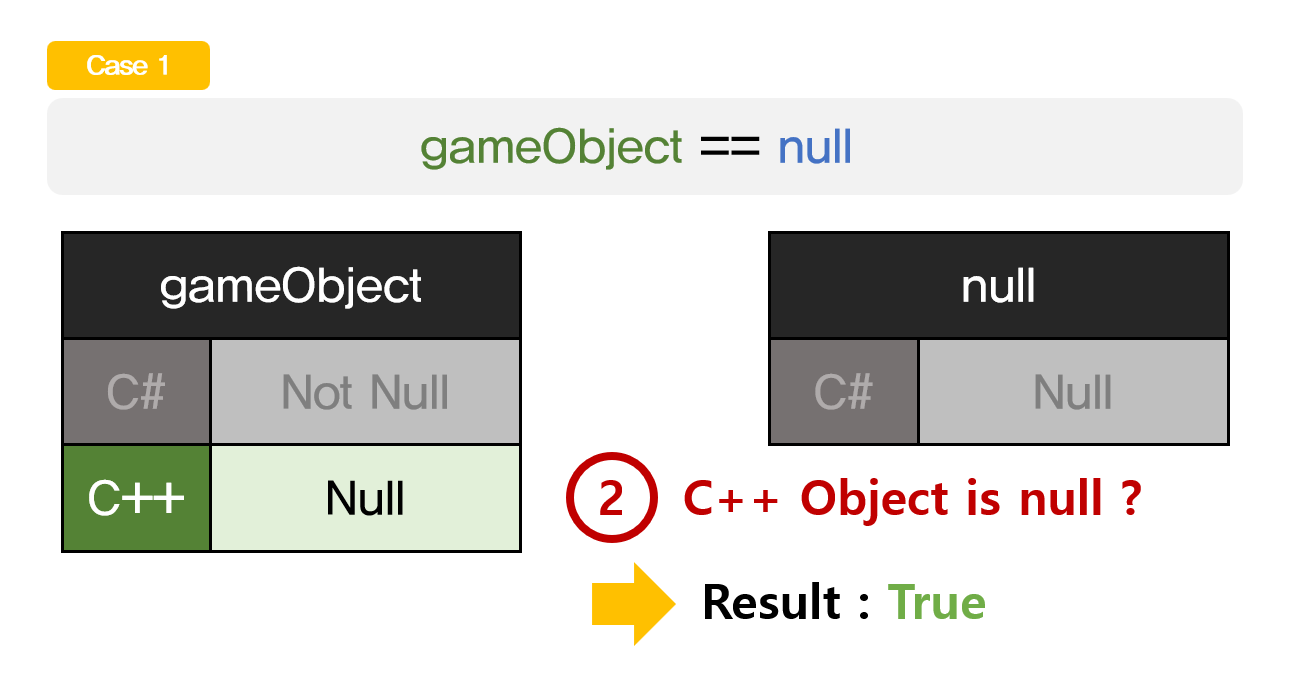 Case 1
gameObject == null
gameObject
null
C# Not Null
C# Null
C++ Null
2 C++ Object is null ?
Result : True